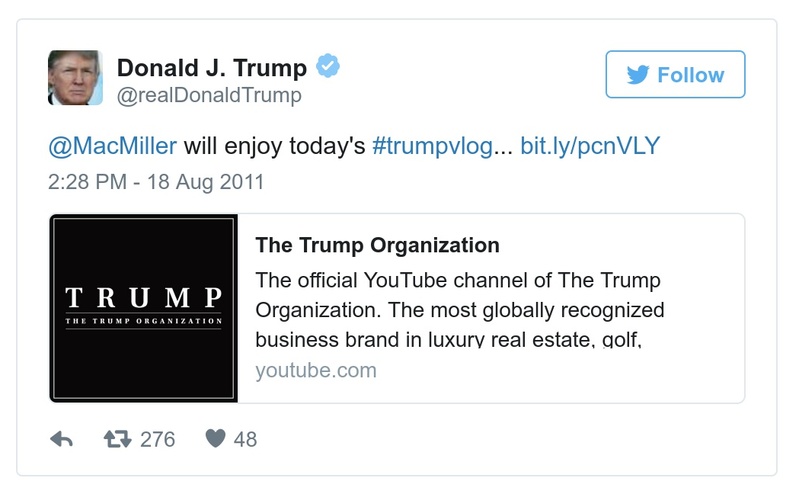 Donald J. Trump
@realDonaldTrump
Follow
@MacMiller will enjoy today's #trumpvlog... bit.ly/pcnVLY
2:28 PM - 18 Aug 2011
TRUMP
THE TRUMP ORGANIZATION
The Trump Organization
The official YouTube channel of The Trump
Organization. The most globally recognized
business brand in luxury real estate, golf,
youtube.com
276
48